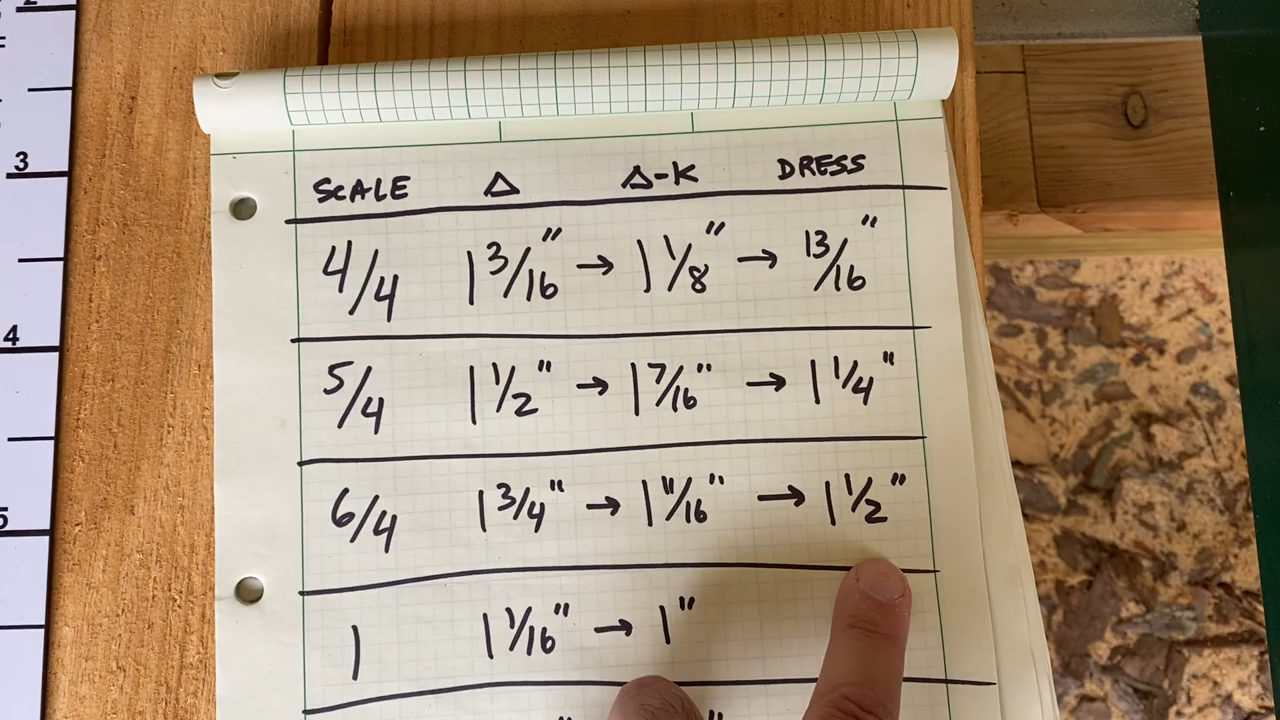 SCALE Δ Δ-K DRESS
4/4 1 3/16" → 1 1/8" → 13/16"
5/4 1 1/2" → 1 7/16" → 1 1/4"
6/4 1 3/4" → 1 11/16" → 1 1/2"
1 1 1/16" → 1"
3
4
5